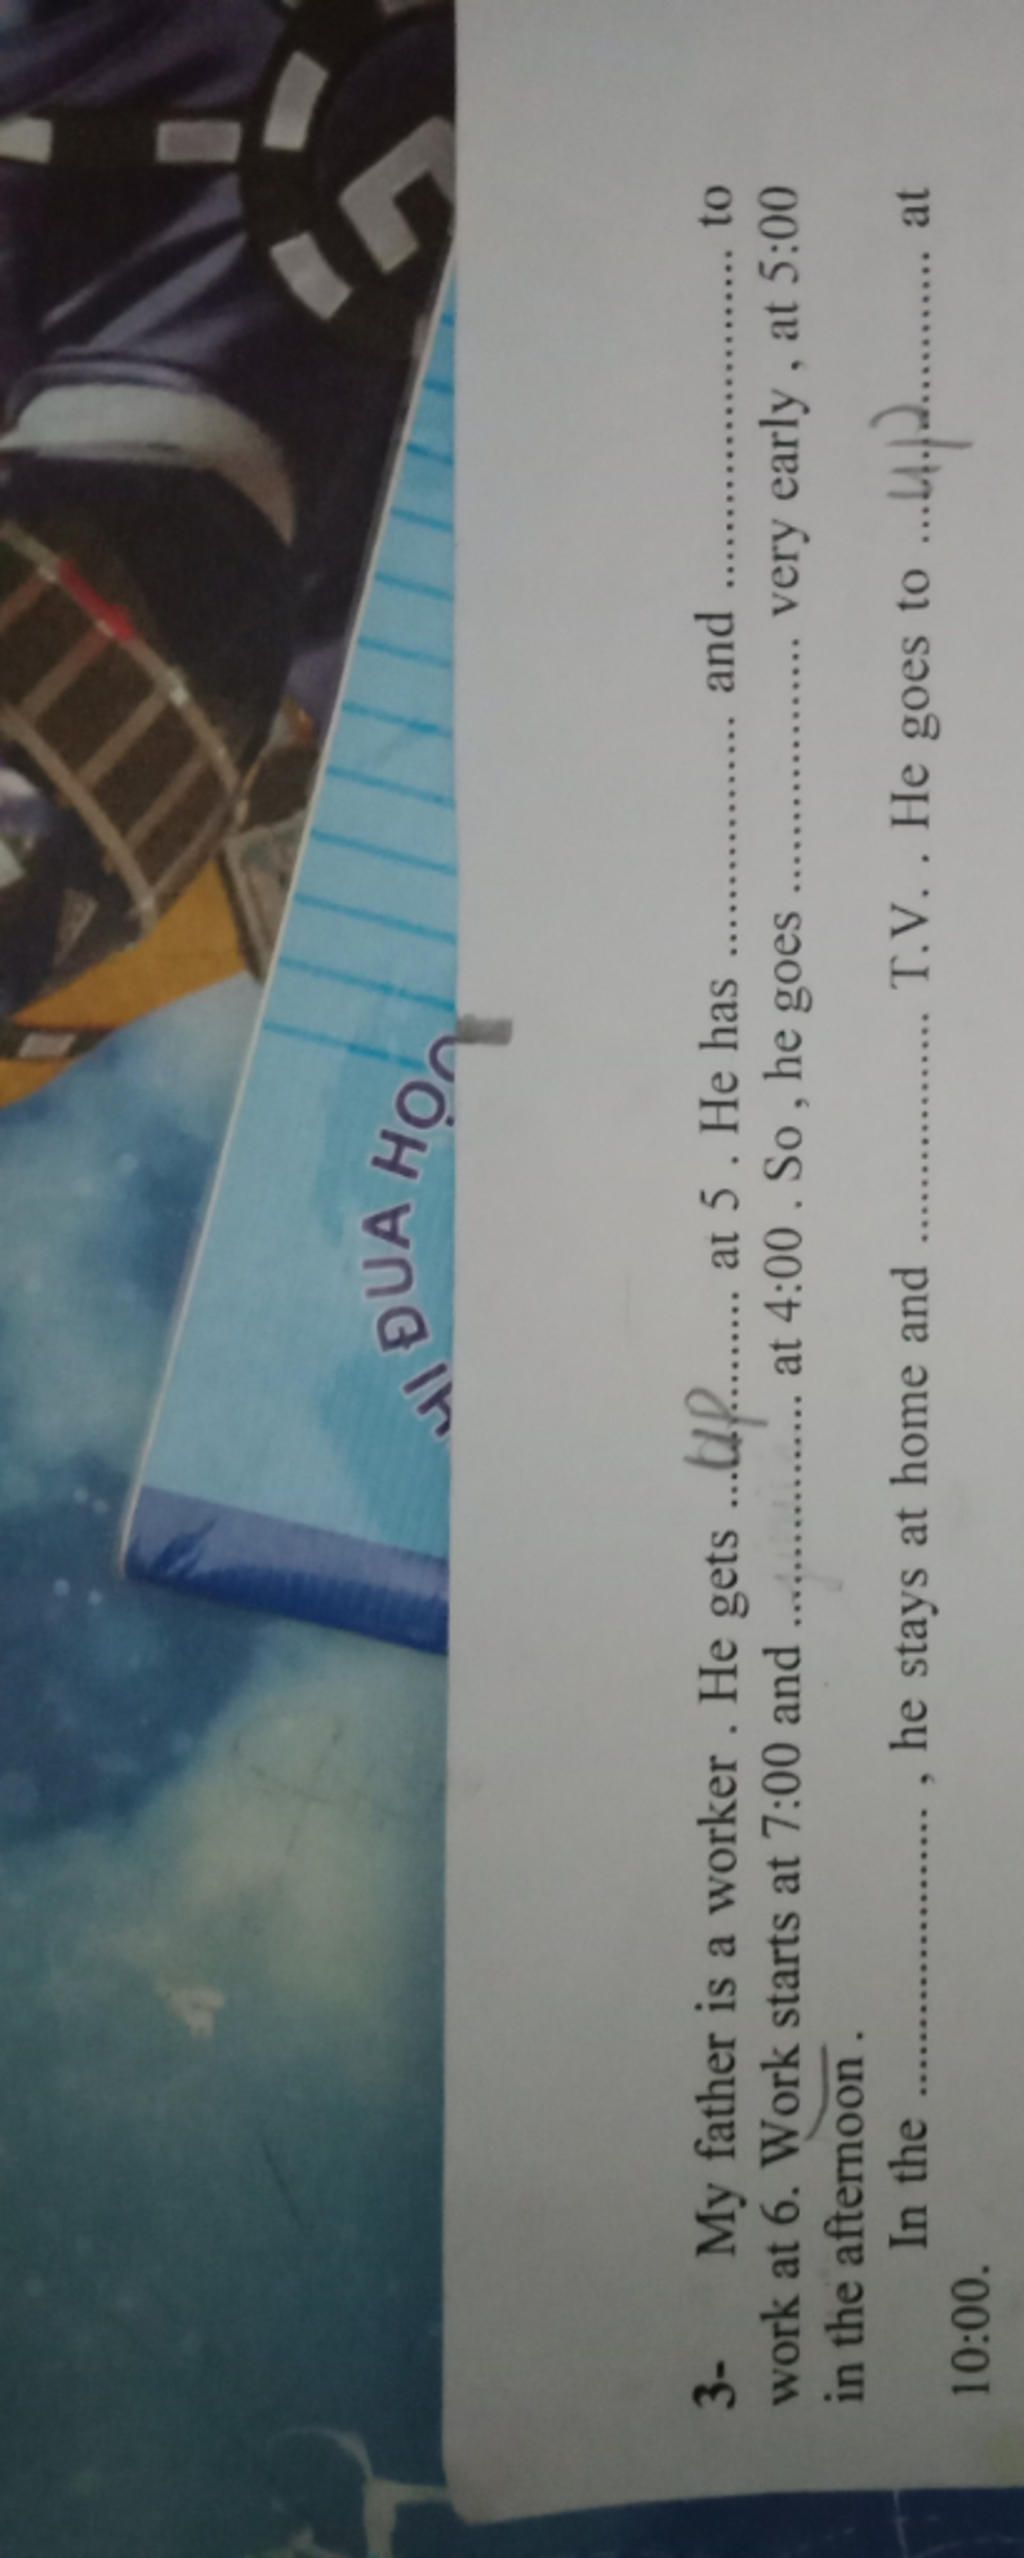 HI ĐUA HỌC
3- My father is a worker . He gets ...up......... at 5 . He has .................. and ............................ to
work at 6. Work starts at 7:00 and .................. at 4:00 . So , he goes .................. very early , at 5:00
in the afternoon .
In the ....................... , he stays at home and .................. T.V. . He goes to ...up............ at
10:00.